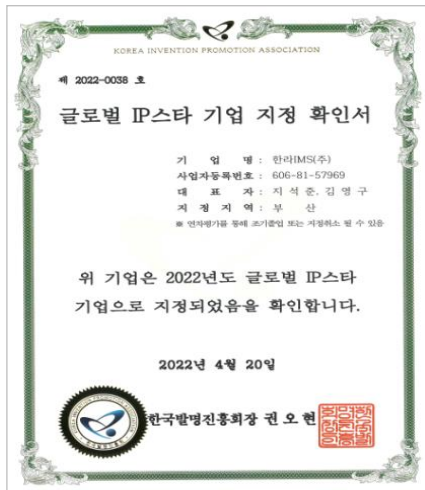 KOREA INVENTION PROMOTION ASSOCIATION
제 2022-0038 호
글로벌 IP스타 기업 지정 확인서
기 업 명 : 한라IMS(주)
사업자등록번호 : 606-81-57969
대 표 자 : 지석준, 김영구
지 정 지 역 : 부 산
※ 연차평가를 통해 조기졸업 또는 지정취소 될 수 있음
위 기업은 2022년도 글로벌 IP스타
기업으로 지정되었음을 확인합니다.
2022년 4월 20일
한국발명진흥회장 권오현